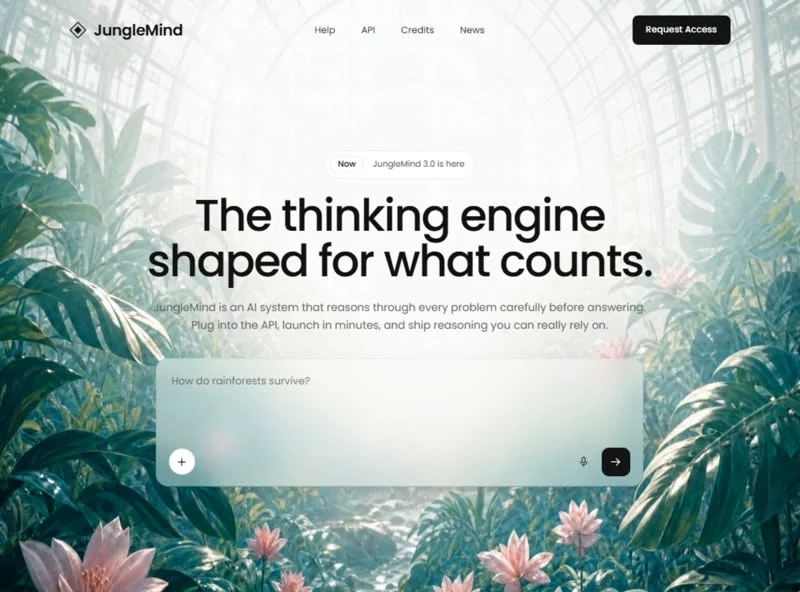 JungleMind
Help
API
Credits
News
Request Access
Now
JungleMind 3.0 is here
The thinking engine
shaped for what counts.
JungleMind is an AI system that reasons through every problem carefully before answering.
Plug into the API, launch in minutes, and ship reasoning you can really rely on.
How do rainforests survive?